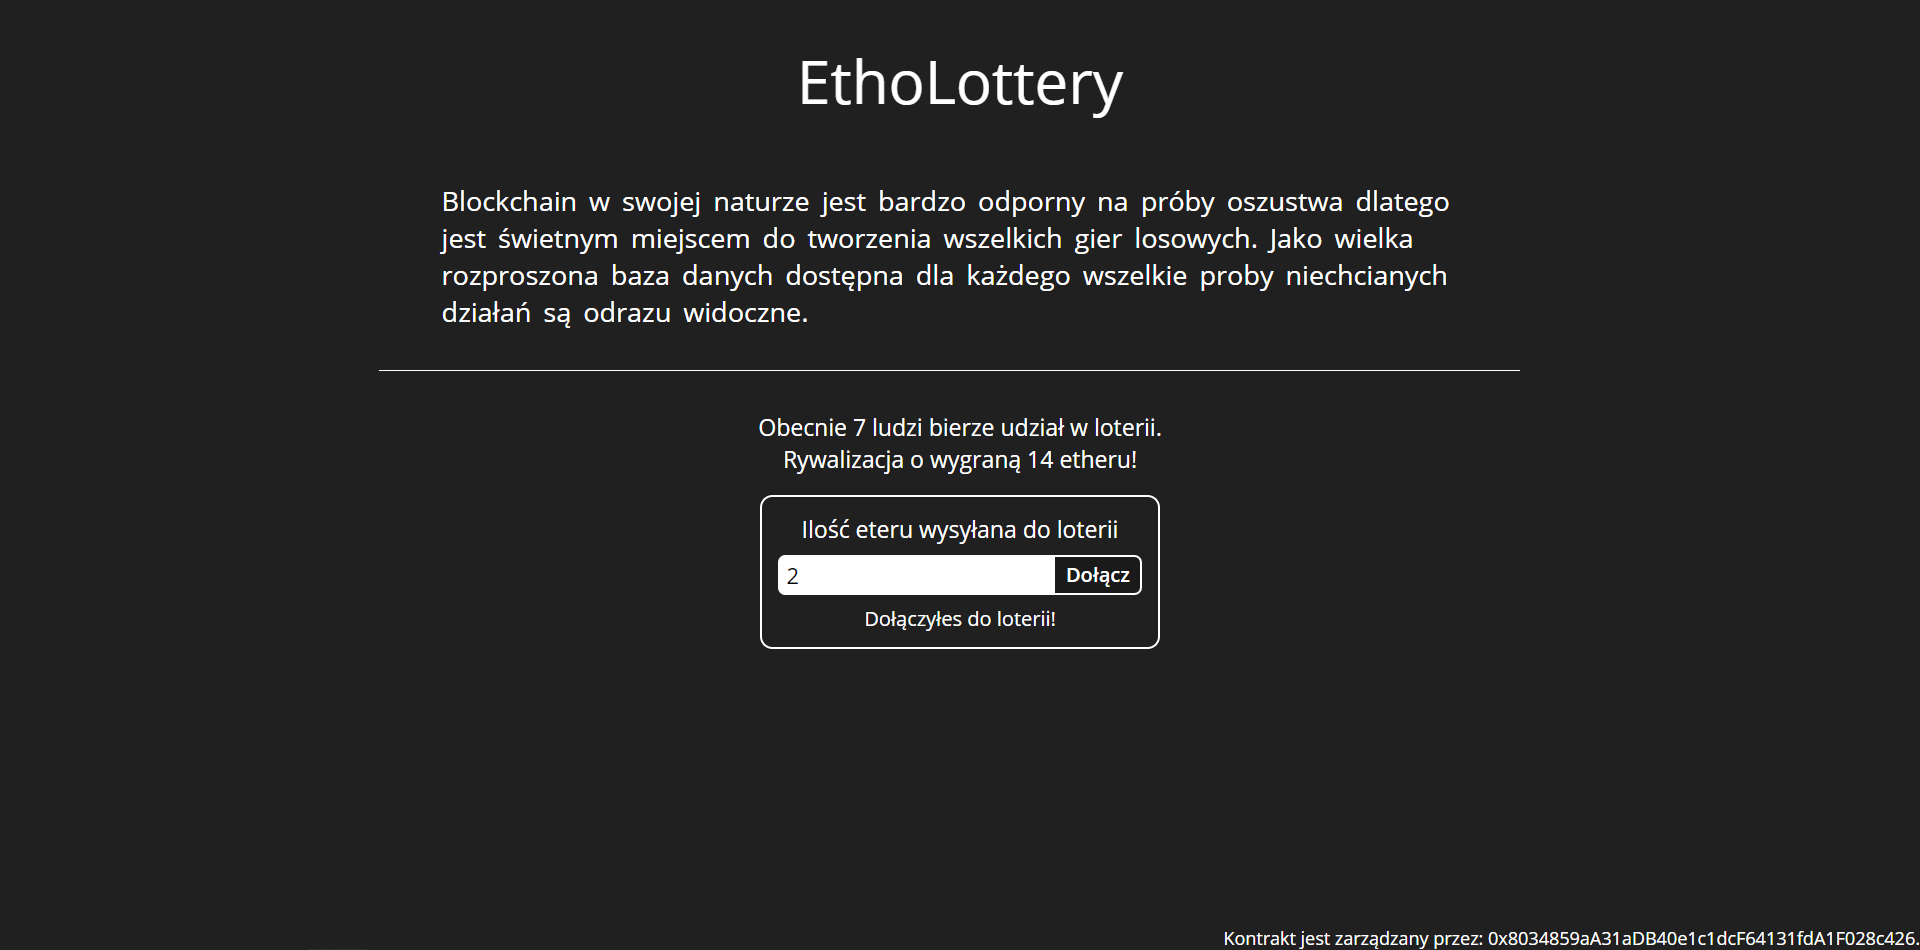 EthoLottery
Blockchain w swojej naturze jest bardzo odporny na próby oszustwa dlatego
jest świetnym miejscem do tworzenia wszelkich gier losowych. Jako wielka
rozproszona baza danych dostępna dla każdego wszelkie proby niechcianych
działań są odrazu widoczne.
Obecnie 7 ludzi bierze udział w loterii.
Rywalizacja o wygraną 14 etheru!
Ilość eteru wysyłana do loterii
2 Dołącz
Dołączyłes do loterii!
Kontrakt jest zarządzany przez: 0x8034859aA31aDB40e1c1dcF64131fdA1F028c426.